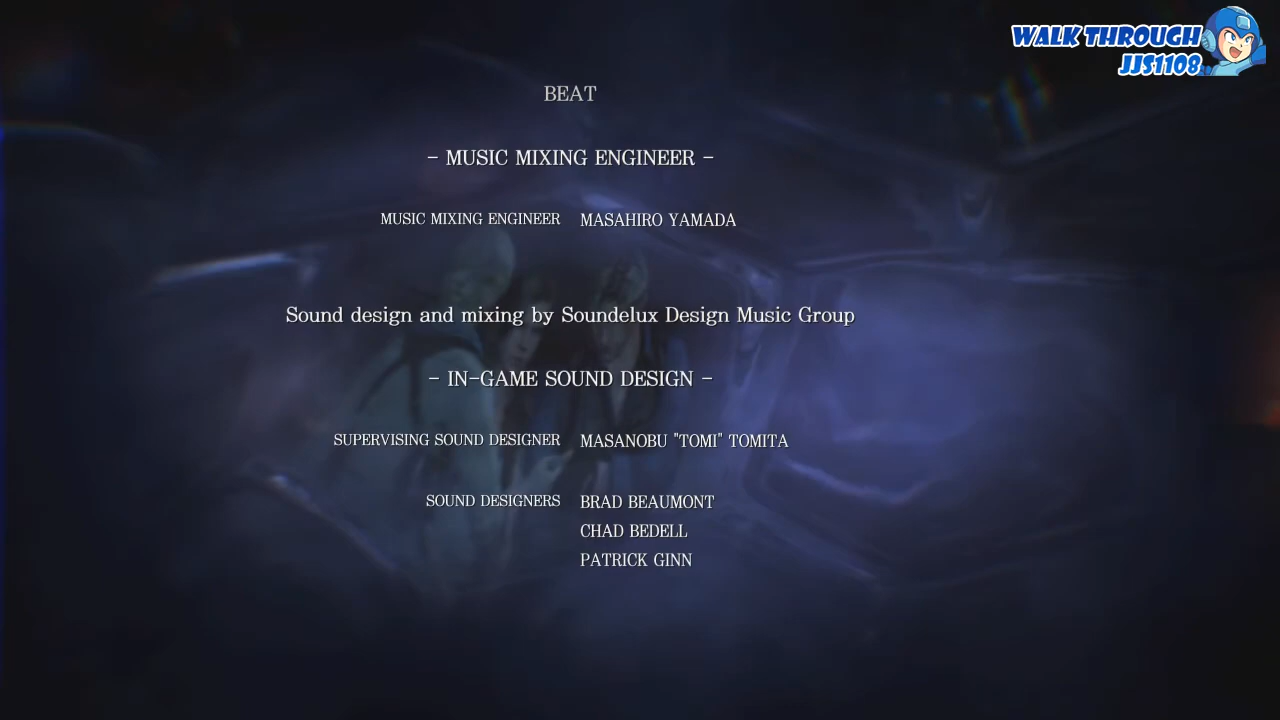 WALK THROUGH
JJS1108
BEAT
- MUSIC MIXING ENGINEER -
MUSIC MIXING ENGINEER MASAHIRO YAMADA
Sound design and mixing by Soundelux Design Music Group
- IN-GAME SOUND DESIGN -
SUPERVISING SOUND DESIGNER MASANOBU "TOMI" TOMITA
SOUND DESIGNERS BRAD BEAUMONT
CHAD BEDELL
PATRICK GINN